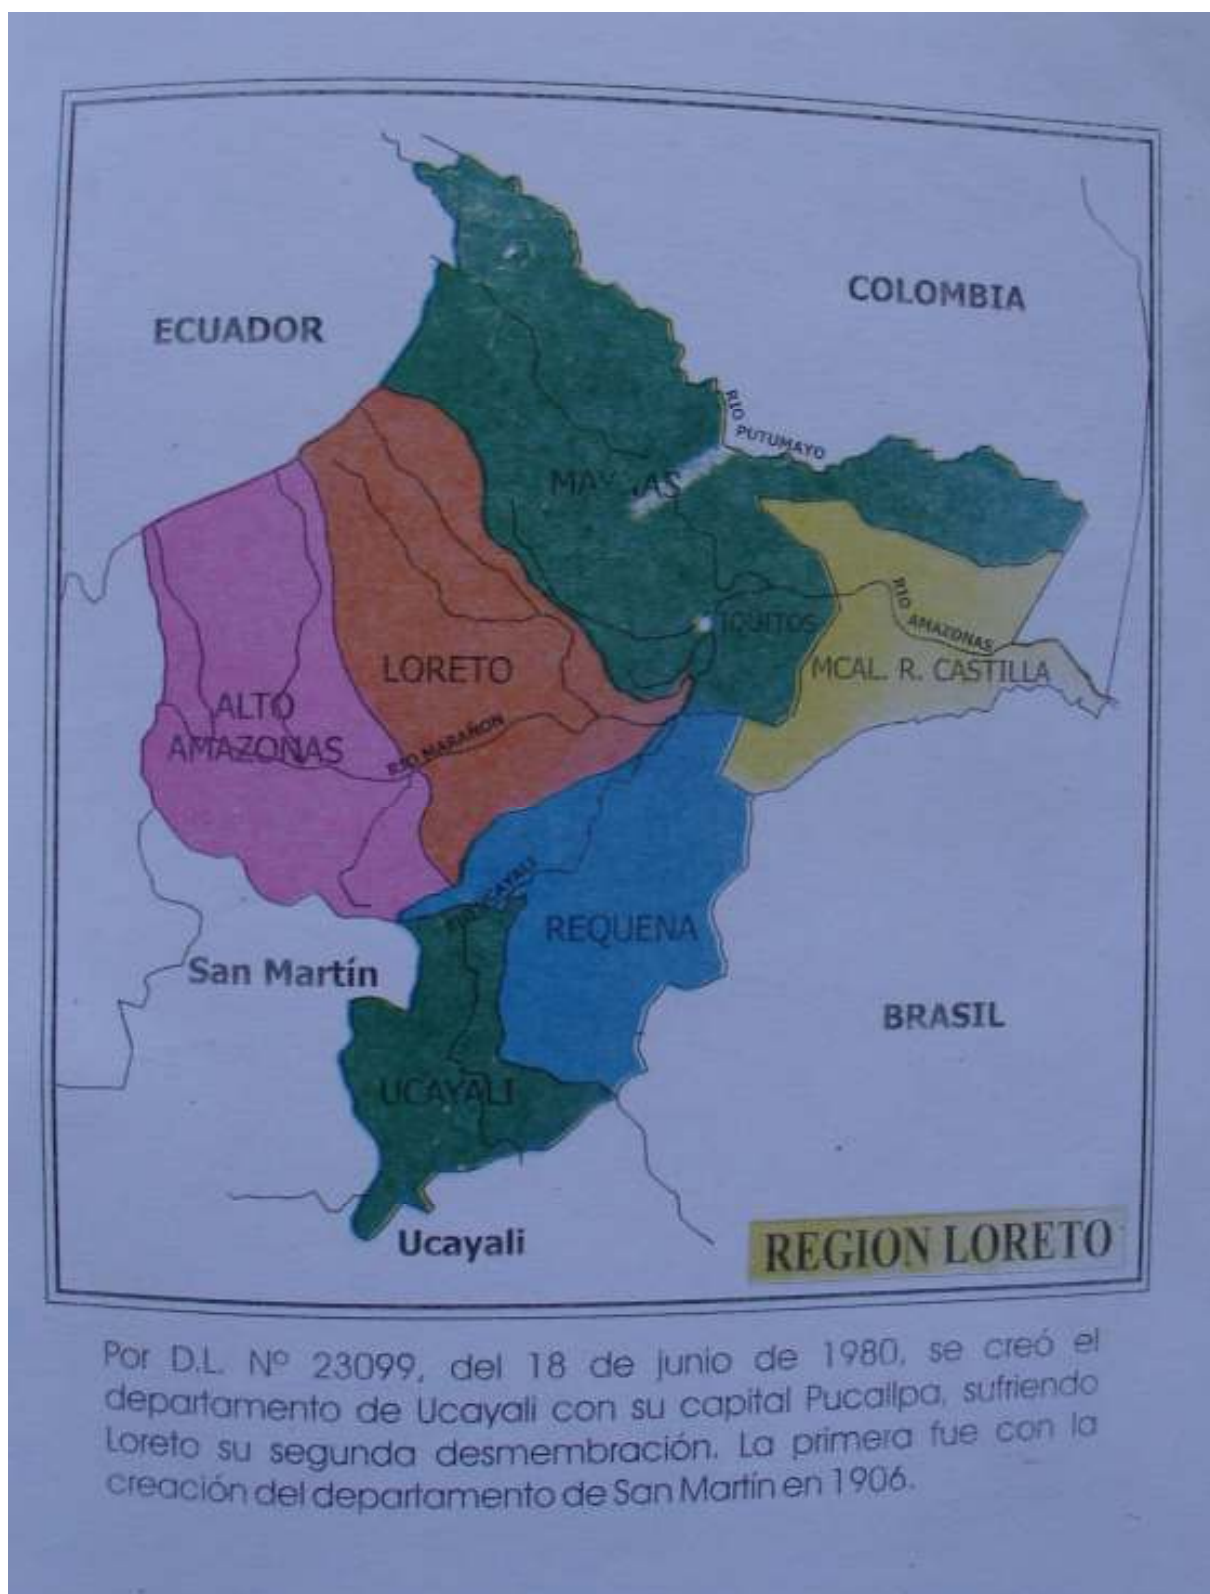 ECUADOR
COLOMBIA
RIO
PUTUMAYO
IQUITOS
RIO
AMAZONAS
LORETO
MCAL. R. CASTILLA
ALTO
AMAZONAS
RIO MARAÑON
RIO UCAYALI
REQUENA
San Martín
BRASIL
UCAYALI
Ucayali
REGION LORETO
Por D.L. Nº 23099, del 18 de junio de 1980, se creó el
departamento de Ucayali con su capital Pucallpa, sufriendo
Loreto su segunda desmembración. La primera fue con la
creación del departamento de San Martín en 1906.